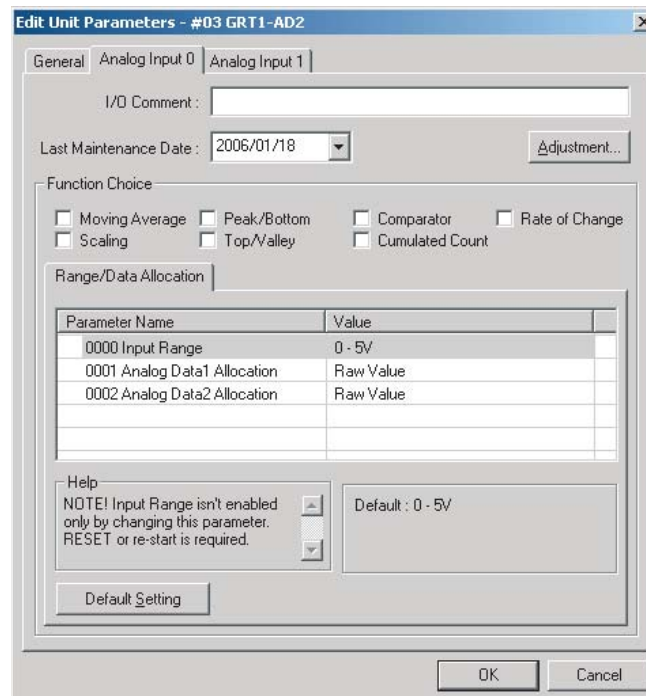 Edit Unit Parameters - #03 GRT1-AD2
General Analog Input 0 Analog Input 1
I/O Comment :
Last Maintenance Date : 2006/01/18 Adjustment...
Function Choice
Moving Average Peak/Bottom Comparator Rate of Change
Scaling Top/Valley Cumulated Count
Range/Data Allocation
Parameter Name Value
0000 Input Range 0 - 5V
0001 Analog Data1 Allocation Raw Value
0002 Analog Data2 Allocation Raw Value
Help
NOTE! Input Range isn't enabled
only by changing this parameter.
RESET or re-start is required.
Default : 0 - 5V
Default Setting
OK Cancel